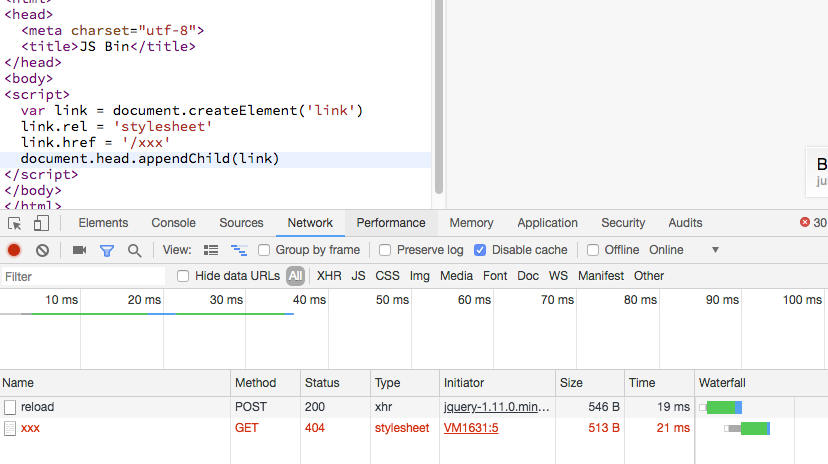 <html>
<head>
<meta charset="utf-8">
<title>JS Bin</title>
</head>
<body>
<script>
var link = document.createElement('link')
link.rel = 'stylesheet'
link.href = '/xxx'
document.head.appendChild(link)
</script>
</body>
</html>
B
ju
Elements Console Sources Network Performance Memory Application Security Audits 30
View: Group by frame Preserve log Disable cache Offline Online
Filter Hide data URLs All XHR JS CSS Img Media Font Doc WS Manifest Other
10 ms 20 ms 30 ms 40 ms 50 ms 60 ms 70 ms 80 ms 90 ms 100 ms
Name Method Status Type Initiator Size Time Waterfall
reload POST 200 xhr jquery-1.11.0.min… 546 B 19 ms
xxx GET 404 stylesheet VM1631:5 513 B 21 ms